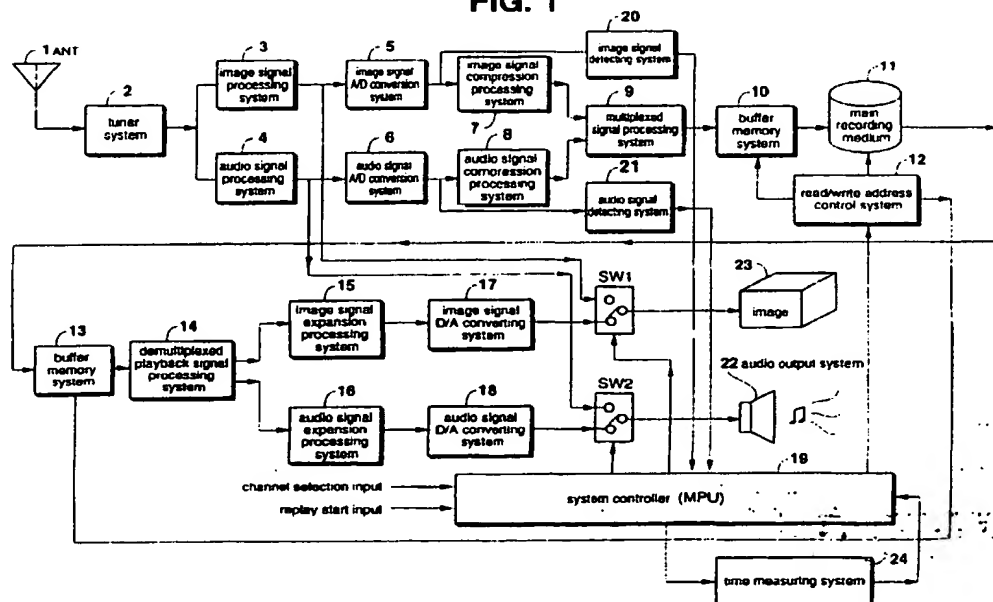 FIG. 1
1 ANT
2
tuner
system
3
image signal
processing
system
4
audio signal
processing
system
5
image signal
A/D conversion
system
6
audio signal
A/D conversion
system
image signal
compression
processing
system
7
8
audio signal
compression
processing
system
20
image signal
detecting system
9
multiplexed
signal processing
system
21
audio signal
detecting system
10
buffer
memory
system
11
main
recording
medium
12
read/write address
control system
13
buffer
memory
system
14
demultiplexed
playback signal
processing
system
15
image signal
expansion
processing
system
16
audio signal
expansion
processing
system
17
image signal
D/A converting
system
18
audio signal
D/A converting
system
SW1
SW2
23
image
22 audio output system
channel selection input
replay start input
19
system controller (MPU)
24
time measuring system